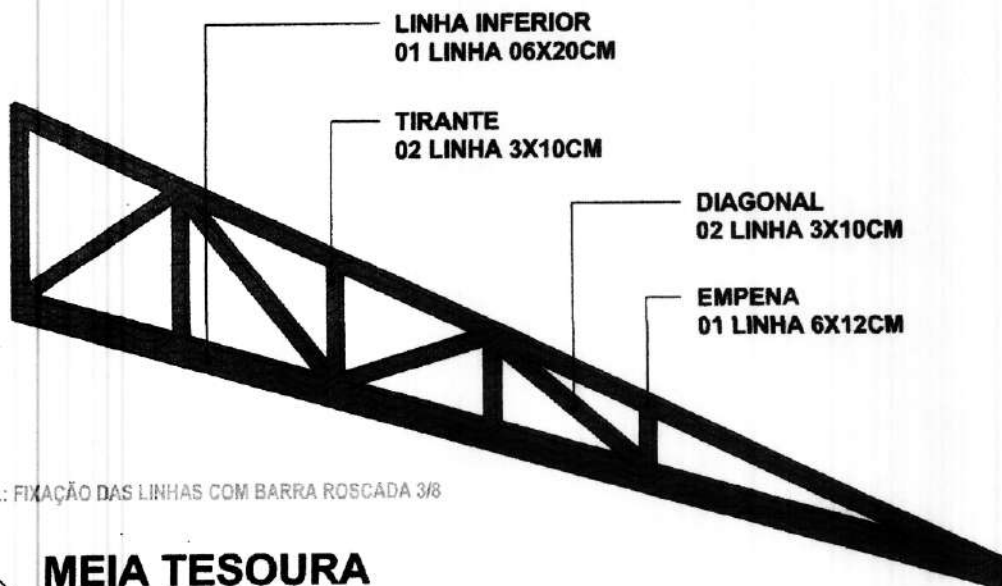 LINHA INFERIOR
01 LINHA 06X20CM
TIRANTE
02 LINHA 3X10CM
DIAGONAL
02 LINHA 3X10CM
EMPENA
01 LINHA 6X12CM
.: FIXAÇÃO DAS LINHAS COM BARRA ROSCADA 3/8
MEIA TESOURA